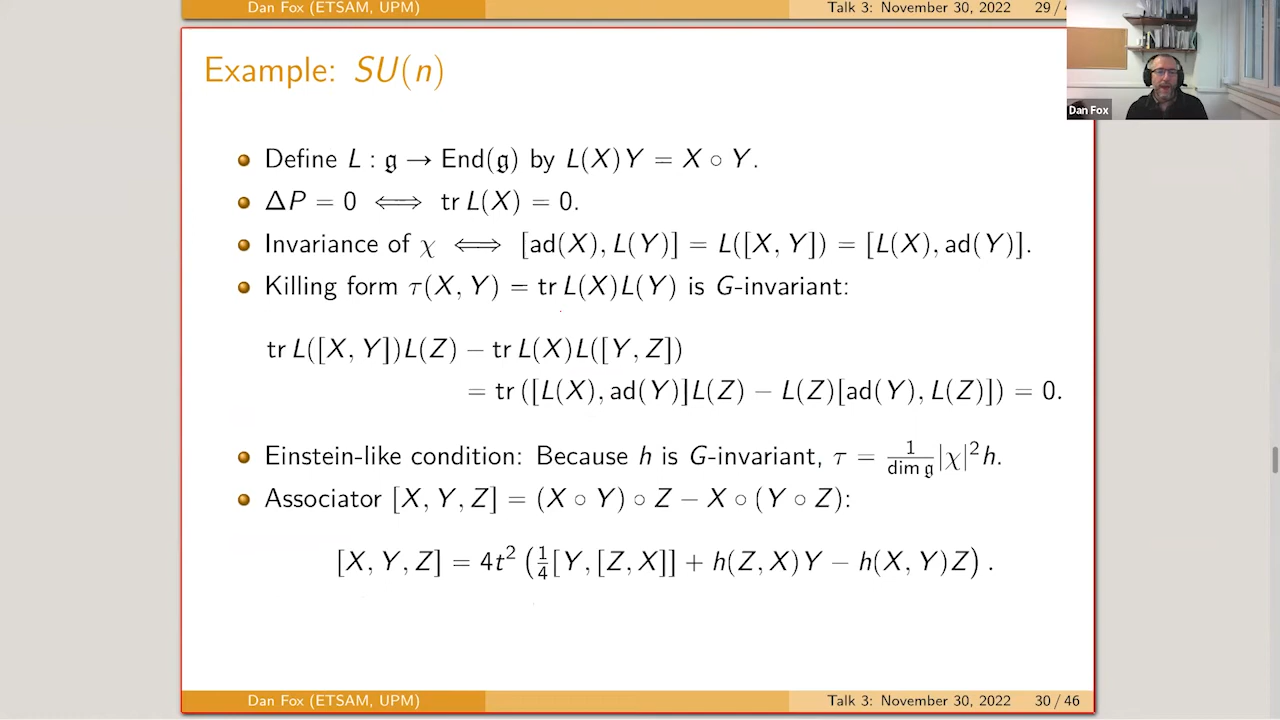 Dan Fox (ETSAM, UPM) Talk 3: November 30, 2022 29 /
Example: SU(n)
Dan Fox
Define L : 𝔤 → End(𝔤) by L(X)Y = X ∘ Y.
ΔP = 0 ⟺ tr L(X) = 0.
Invariance of χ ⟺ [ad(X), L(Y)] = L([X, Y]) = [L(X), ad(Y)].
Killing form τ(X, Y) = tr L(X)L(Y) is G-invariant:
tr L([X, Y])L(Z) − tr L(X)L([Y, Z])
= tr ([L(X), ad(Y)]L(Z) − L(Z)[ad(Y), L(Z)]) = 0.
Einstein-like condition: Because h is G-invariant, τ = 1/dim 𝔤 |χ|²h.
Associator [X, Y, Z] = (X ∘ Y) ∘ Z − X ∘ (Y ∘ Z):
[X, Y, Z] = 4t² (¼[Y, [Z, X]] + h(Z, X)Y − h(X, Y)Z) .
Dan Fox (ETSAM, UPM) Talk 3: November 30, 2022 30 / 46